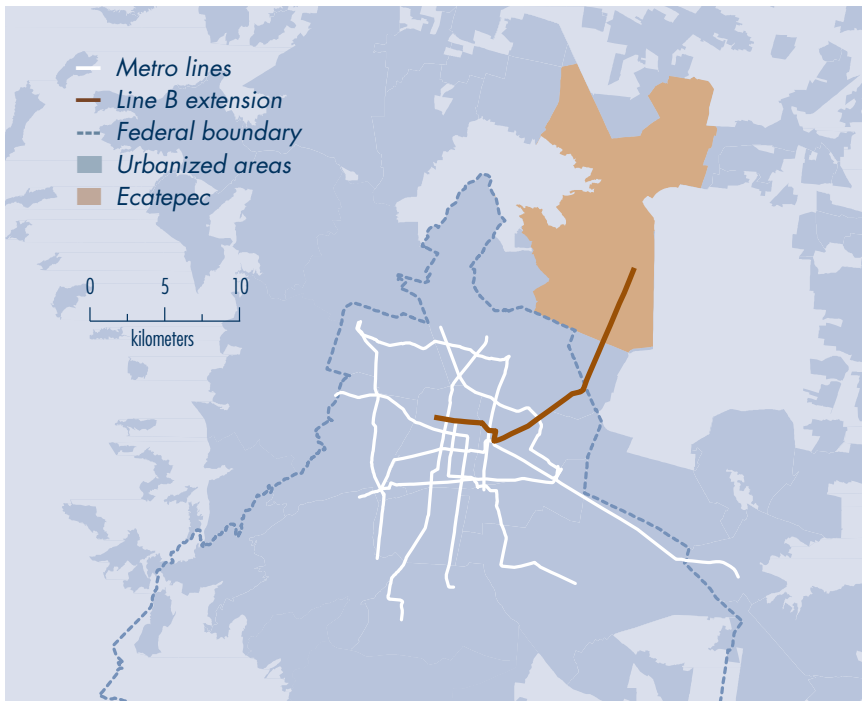 Metro lines
Line B extension
Federal boundary
Urbanized areas
Ecatepec
0 5 10
kilometers